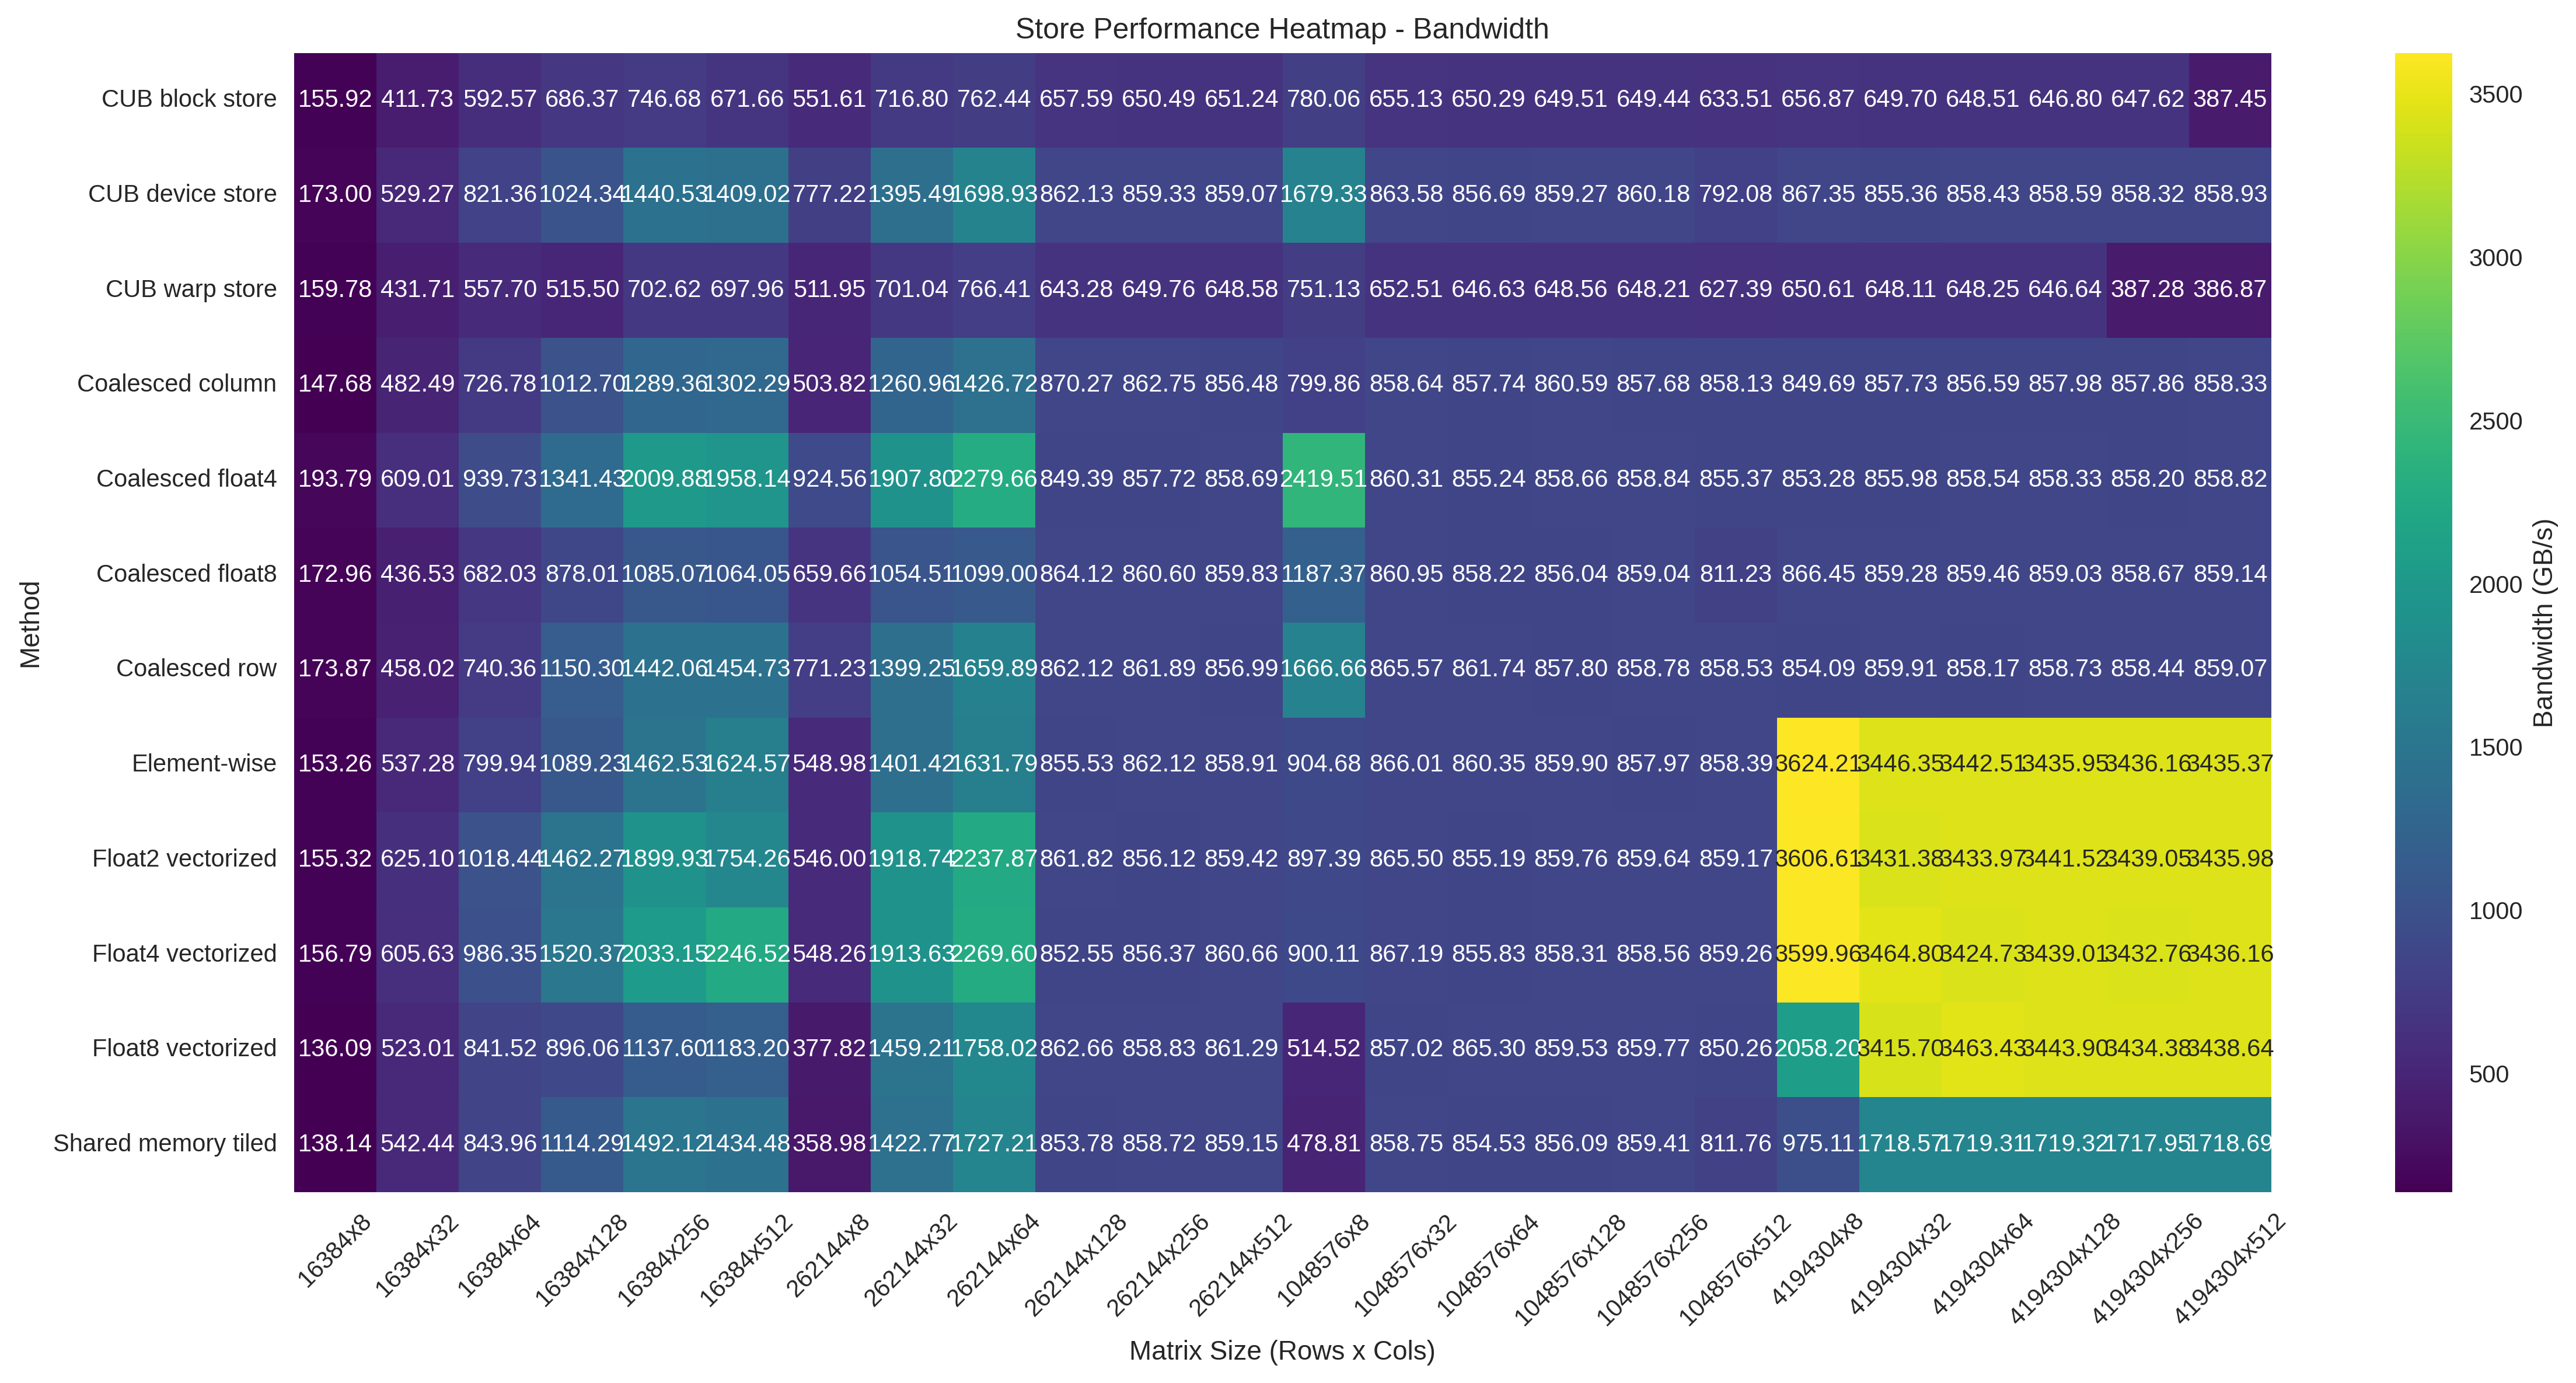 Store Performance Heatmap - Bandwidth
CUB block store 155.92 411.73 592.57 686.37 746.68 671.66 551.61 716.80 762.44 657.59 650.49 651.24 780.06 655.13 650.29 649.51 649.44 633.51 656.87 649.70 648.51 646.80 647.62 387.45
CUB device store 173.00 529.27 821.36 1024.34 1440.53 1409.02 777.22 1395.49 1698.93 862.13 859.33 859.07 1679.33 863.58 856.69 859.27 860.18 792.08 867.35 855.36 858.43 858.59 858.32 858.93
CUB warp store 159.78 431.71 557.70 515.50 702.62 697.96 511.95 701.04 766.41 643.28 649.76 648.58 751.13 652.51 646.63 648.56 648.21 627.39 650.61 648.11 648.25 646.64 387.28 386.87
Coalesced column 147.68 482.49 726.78 1012.70 1289.36 1302.29 503.82 1260.96 1426.72 870.27 862.75 856.48 799.86 858.64 857.74 860.59 857.68 858.13 849.69 857.73 856.59 857.98 857.86 858.33
Coalesced float4 193.79 609.01 939.73 1341.43 2009.88 1958.14 924.56 1907.80 2279.66 849.39 857.72 858.69 2419.51 860.31 855.24 858.66 858.84 855.37 853.28 855.98 858.54 858.33 858.20 858.82
Coalesced float8 172.96 436.53 682.03 878.01 1085.07 1064.05 659.66 1054.51 1099.00 864.12 860.60 859.83 1187.37 860.95 858.22 856.04 859.04 811.23 866.45 859.28 859.46 859.03 858.67 859.14
Coalesced row 173.87 458.02 740.36 1150.30 1442.06 1454.73 771.23 1399.25 1659.89 862.12 861.89 856.99 1666.66 865.57 861.74 857.80 858.78 858.53 854.09 859.91 858.17 858.73 858.44 859.07
Element-wise 153.26 537.28 799.94 1089.23 1462.53 1624.57 548.98 1401.42 1631.79 855.53 862.12 858.91 904.68 866.01 860.35 859.90 857.97 858.39 3624.21 3446.35 3442.51 3435.95 3436.16 3435.37
Float2 vectorized 155.32 625.10 1018.44 1462.27 1899.93 1754.26 546.00 1918.74 2237.87 861.82 856.12 859.42 897.39 865.50 855.19 859.76 859.64 859.17 3606.61 3431.38 3433.97 3441.52 3439.05 3435.98
Float4 vectorized 156.79 605.63 986.35 1520.37 2033.15 2246.52 548.26 1913.63 2269.60 852.55 856.37 860.66 900.11 867.19 855.83 858.31 858.56 859.26 3599.96 3464.80 3424.73 3439.01 3432.76 3436.16
Float8 vectorized 136.09 523.01 841.52 896.06 1137.60 1183.20 377.82 1459.21 1758.02 862.66 858.83 861.29 514.52 857.02 865.30 859.53 859.77 850.26 2058.20 3415.70 3463.43 3443.90 3434.38 3438.64
Shared memory tiled 138.14 542.44 843.96 1114.29 1492.12 1434.48 358.98 1422.77 1727.21 853.78 858.72 859.15 478.81 858.75 854.53 856.09 859.41 811.76 975.11 1718.57 1719.31 1719.32 1717.95 1718.69
16384x8 16384x32 16384x64 16384x128 16384x256 16384x512 262144x8 262144x32 262144x64 262144x128 262144x256 262144x512 1048576x8 1048576x32 1048576x64 1048576x128 1048576x256 1048576x512 4194304x8 4194304x32 4194304x64 4194304x128 4194304x256 4194304x512
Matrix Size (Rows x Cols)
Method
3500
3000
2500
2000
1500
1000
500
Bandwidth (GB/s)